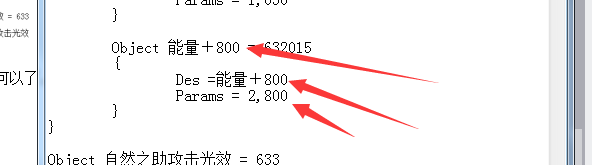 Params = 1,650
}
= 633
攻击光效
Object 能量＋800 = 632015
{
可以了
Des =能量＋800
Params = 2,800
}
}
Object 自然之助攻击光效 = 633